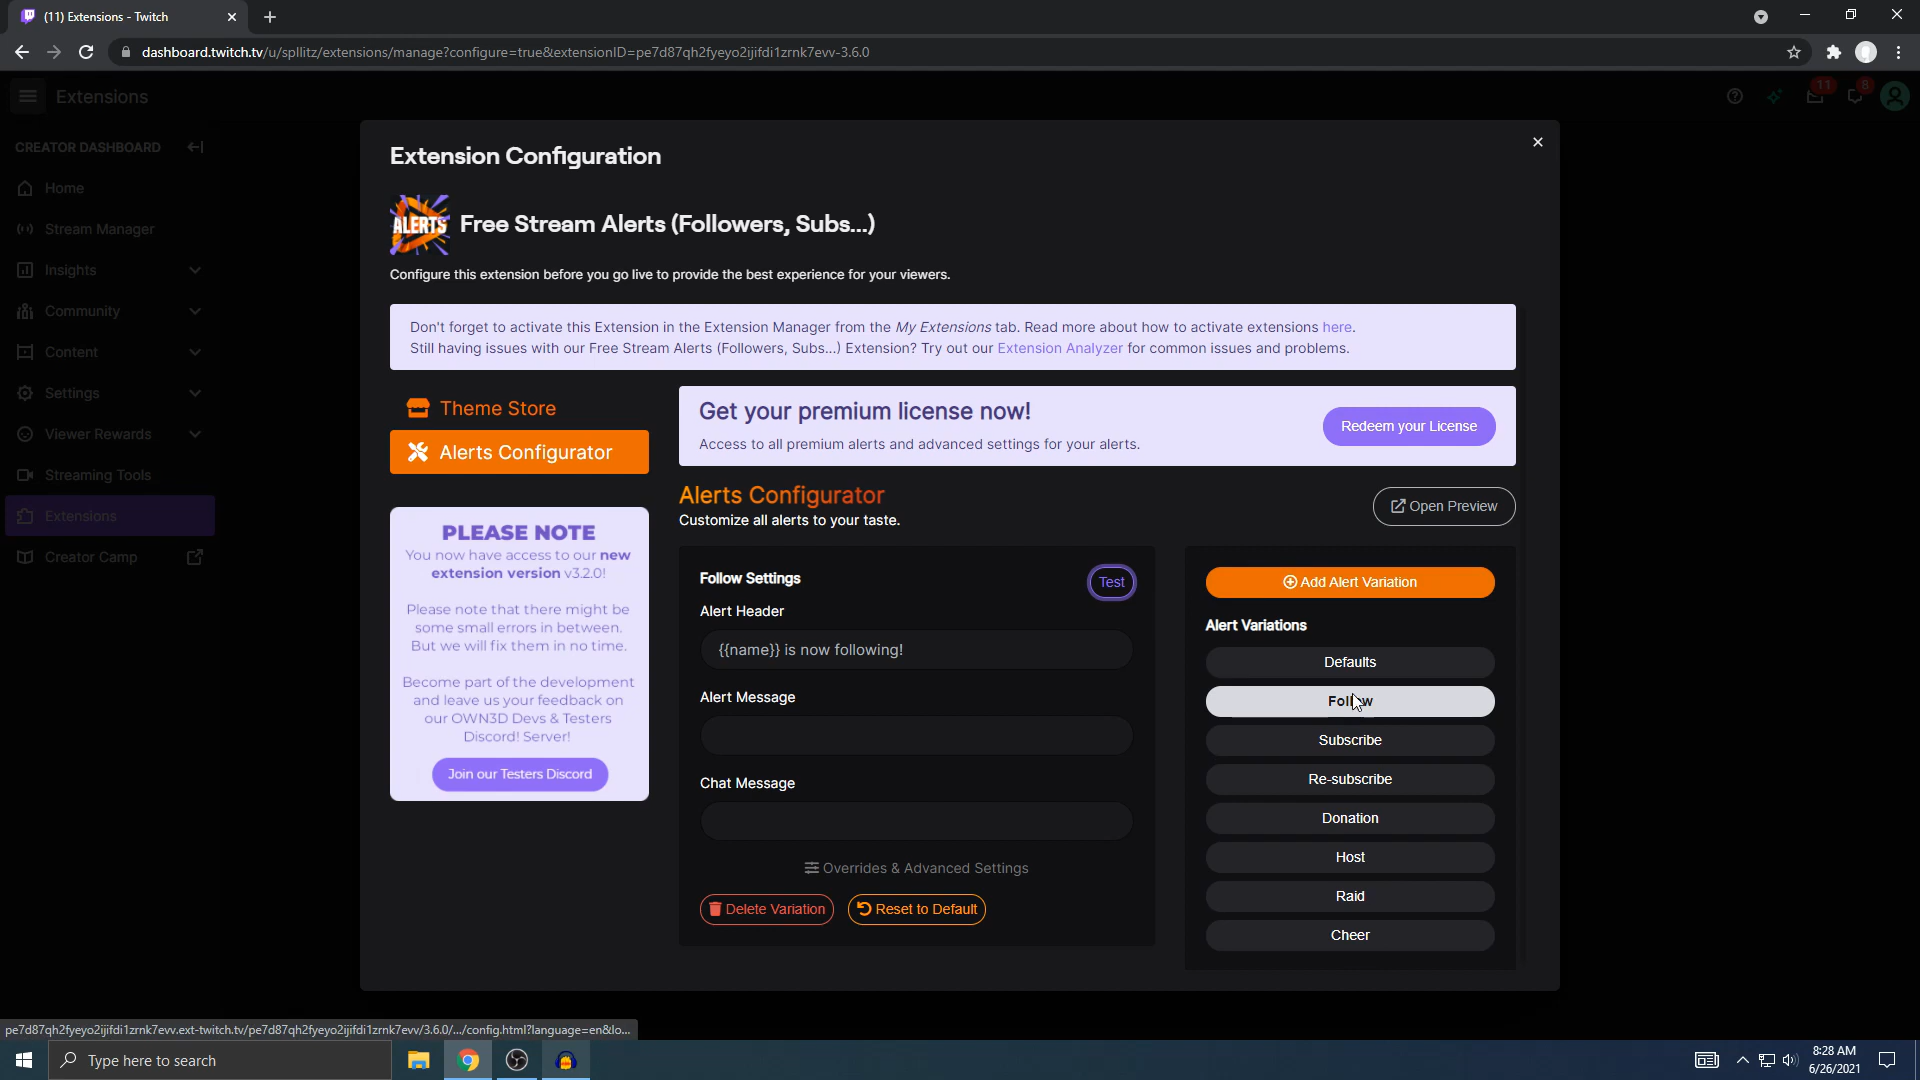 (11) Extensions - Twitch
dashboard.twitch.tv/u/spllitz/extensions/manage?configure=true&extensionID=pe7d87qh2fyeyo2ijifdi1zrnk7evv-3.6.0
Extensions
11
8
CREATOR DASHBOARD
Home
Stream Manager
Insights
Community
Content
Settings
Viewer Rewards
Streaming Tools
Extensions
Creator Camp
Extension Configuration
ALERTS
Free Stream Alerts (Followers, Subs...)
Configure this extension before you go live to provide the best experience for your viewers.
Don't forget to activate this Extension in the Extension Manager from the My Extensions tab. Read more about how to activate extensions here.
Still having issues with our Free Stream Alerts (Followers, Subs...) Extension? Try out our Extension Analyzer for common issues and problems.
Theme Store
Alerts Configurator
PLEASE NOTE
You now have access to our new
extension version v3.2.0!
Please note that there might be
some small errors in between.
But we will fix them in no time.
Become part of the development
and leave us your feedback on
our OWN3D Devs & Testers
Discord! Server!
Join our Testers Discord
Get your premium license now!
Access to all premium alerts and advanced settings for your alerts.
Redeem your License
Alerts Configurator
Customize all alerts to your taste.
Open Preview
Follow Settings
Test
Alert Header
{{name}} is now following!
Alert Message
Chat Message
Overrides & Advanced Settings
Delete Variation
Reset to Default
Add Alert Variation
Alert Variations
Defaults
Follow
Subscribe
Re-subscribe
Donation
Host
Raid
Cheer
pe7d87qh2fyeyo2ijifdi1zrnk7evv.ext-twitch.tv/pe7d87qh2fyeyo2ijifdi1zrnk7evv/3.6.0/.../config.html?language=en&lo...
Type here to search
8:28 AM
6/26/2021